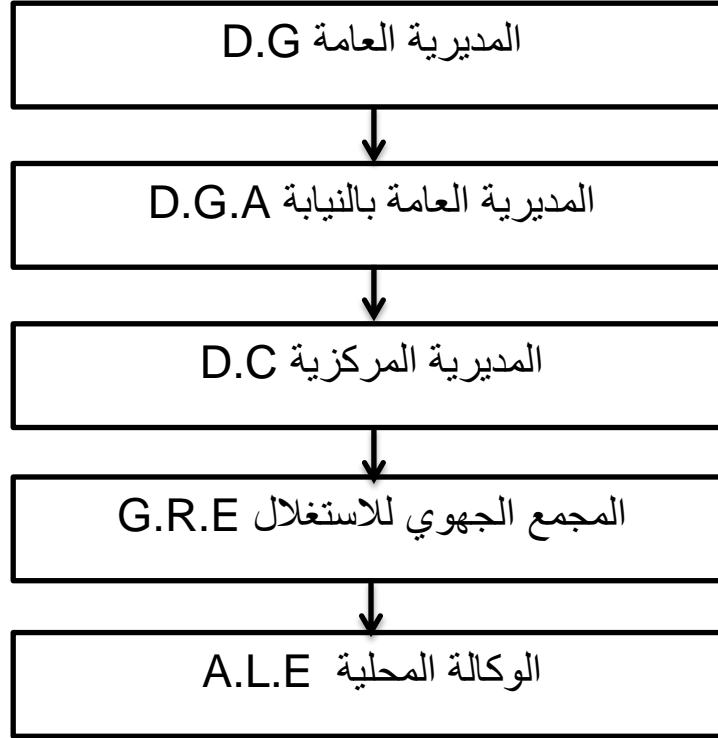 المديرية العامة D.G
المديرية العامة بالنيابة D.G.A
المديرية المركزية D.C
المجمع الجهوي للاستغلال G.R.E
الوكالة المحلية A.L.E